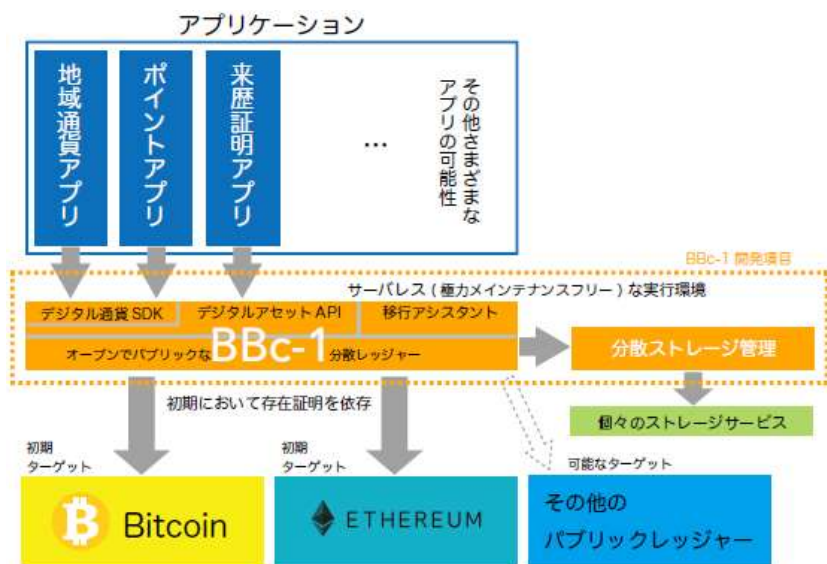 アプリケーション
地域通貨アプリ
ポイントアプリ
来歴証明アプリ
…
その他さまざまな
アプリの可能性
BBc-1 開発項目
サーバレス ( 極力メインテナンスフリー ) な実行環境
デジタル通貨 SDK
デジタルアセット API
移行アシスタント
オープンでパブリックな BBc-1 分散レッジャー
分散ストレージ管理
初期において存在証明を依存
個々のストレージサービス
初期
ターゲット
Bitcoin
初期
ターゲット
ETHEREUM
可能なターゲット
その他の
パブリックレッジャー